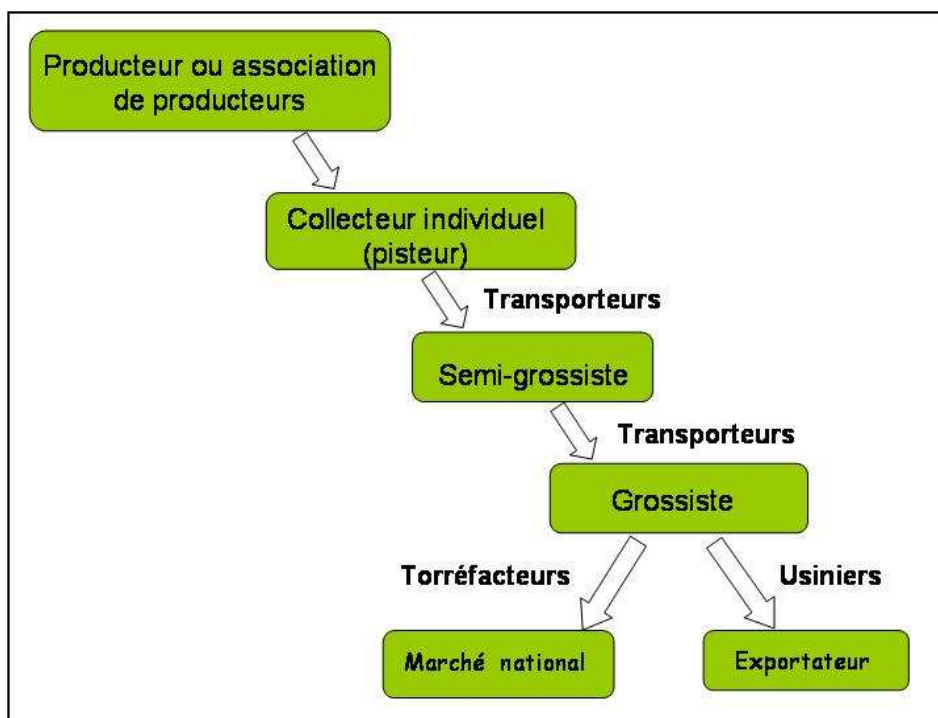 Producteur ou association
de producteurs
Collecteur individuel
(pisteur)
Transporteurs
Semi-grossiste
Transporteurs
Grossiste
Torréfacteurs
Usiniers
Marché national
Exportateur